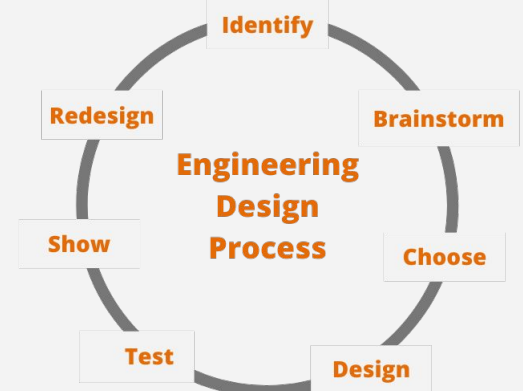 Identify
Brainstorm
Choose
Design
Test
Show
Redesign
Engineering
Design
Process